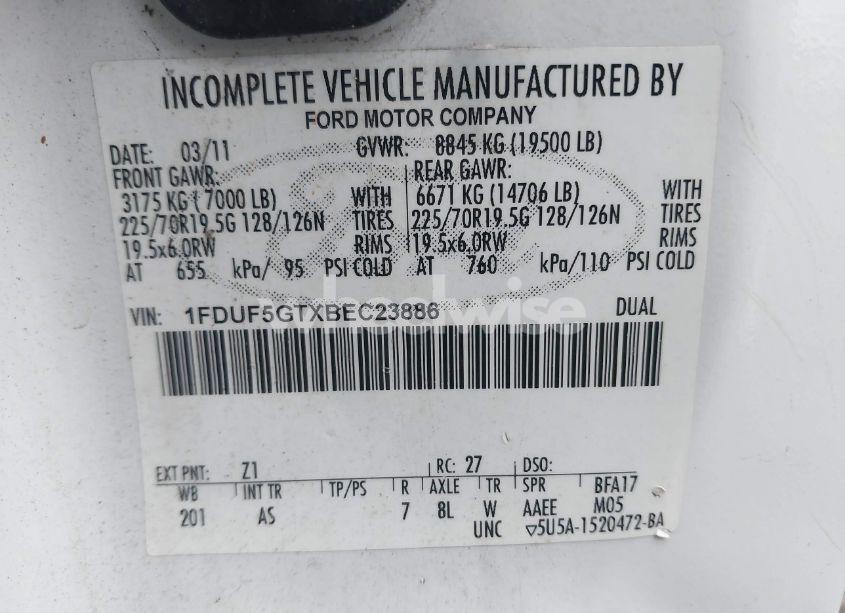 INCOMPLETE VEHICLE MANUFACTURED BY
FORD MOTOR COMPANY
DATE: 03/11 GVWR: 8845 KG (19500 LB)
FRONT GAWR: REAR GAWR:
3175 KG ( 7000 LB) WITH 6671 KG (14706 LB) WITH
225/70R19.5G 128/126N TIRES 225/70R19.5G 128/126N TIRES
19.5x6.0RW RIMS 19.5x6.0RW RIMS
AT 655 kPa/ 95 PSI COLD AT 760 kPa/110 PSI COLD
wheelwise
VIN: 1FDUF5GTXBEC23886 DUAL
EXT PNT: Z1 RC: 27 DSO:
WB INT TR TP/PS R AXLE TR SPR BFA17
201 AS 7 8L W AAEE M05
UNC ▽5U5A-1520472-BA